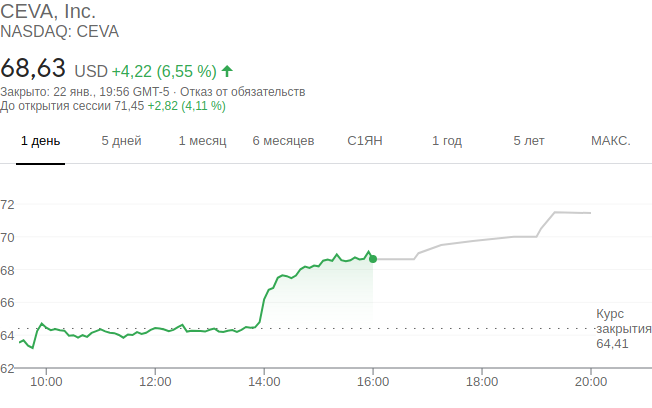 CEVA, Inc.
NASDAQ: CEVA
68,63 USD +4,22 (6,55 %)
Закрыто: 22 янв., 19:56 GMT-5 · Отказ от обязательств
До открытия сессии 71,45 +2,82 (4,11 %)
1 день 5 дней 1 месяц 6 месяцев С1ЯН 1 год 5 лет МАКС.
72
70
68
66
64
62
Курс
закрытия
64,41
10:00 12:00 14:00 16:00 18:00 20:00